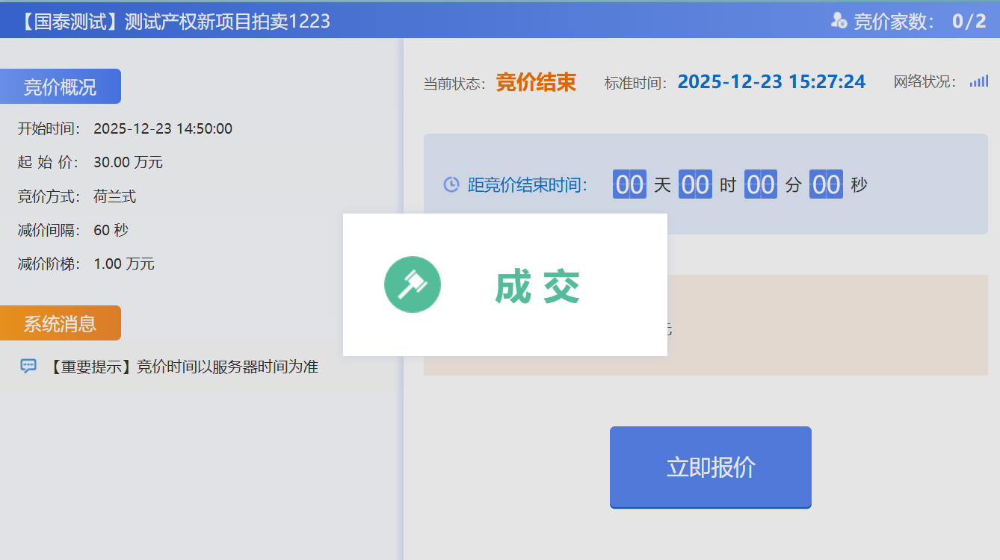 【国泰测试】测试产权新项目拍卖1223
竞价家数： 0/2
竞价概况
开始时间： 2025-12-23 14:50:00
起 始 价： 30.00 万元
竞价方式： 荷兰式
减价间隔： 60 秒
减价阶梯： 1.00 万元
系统消息
【重要提示】竞价时间以服务器时间为准
当前状态： 竞价结束 标准时间： 2025-12-23 15:27:24 网络状况：
距竞价结束时间： 00 天 00 时 00 分 00 秒
成交
立即报价